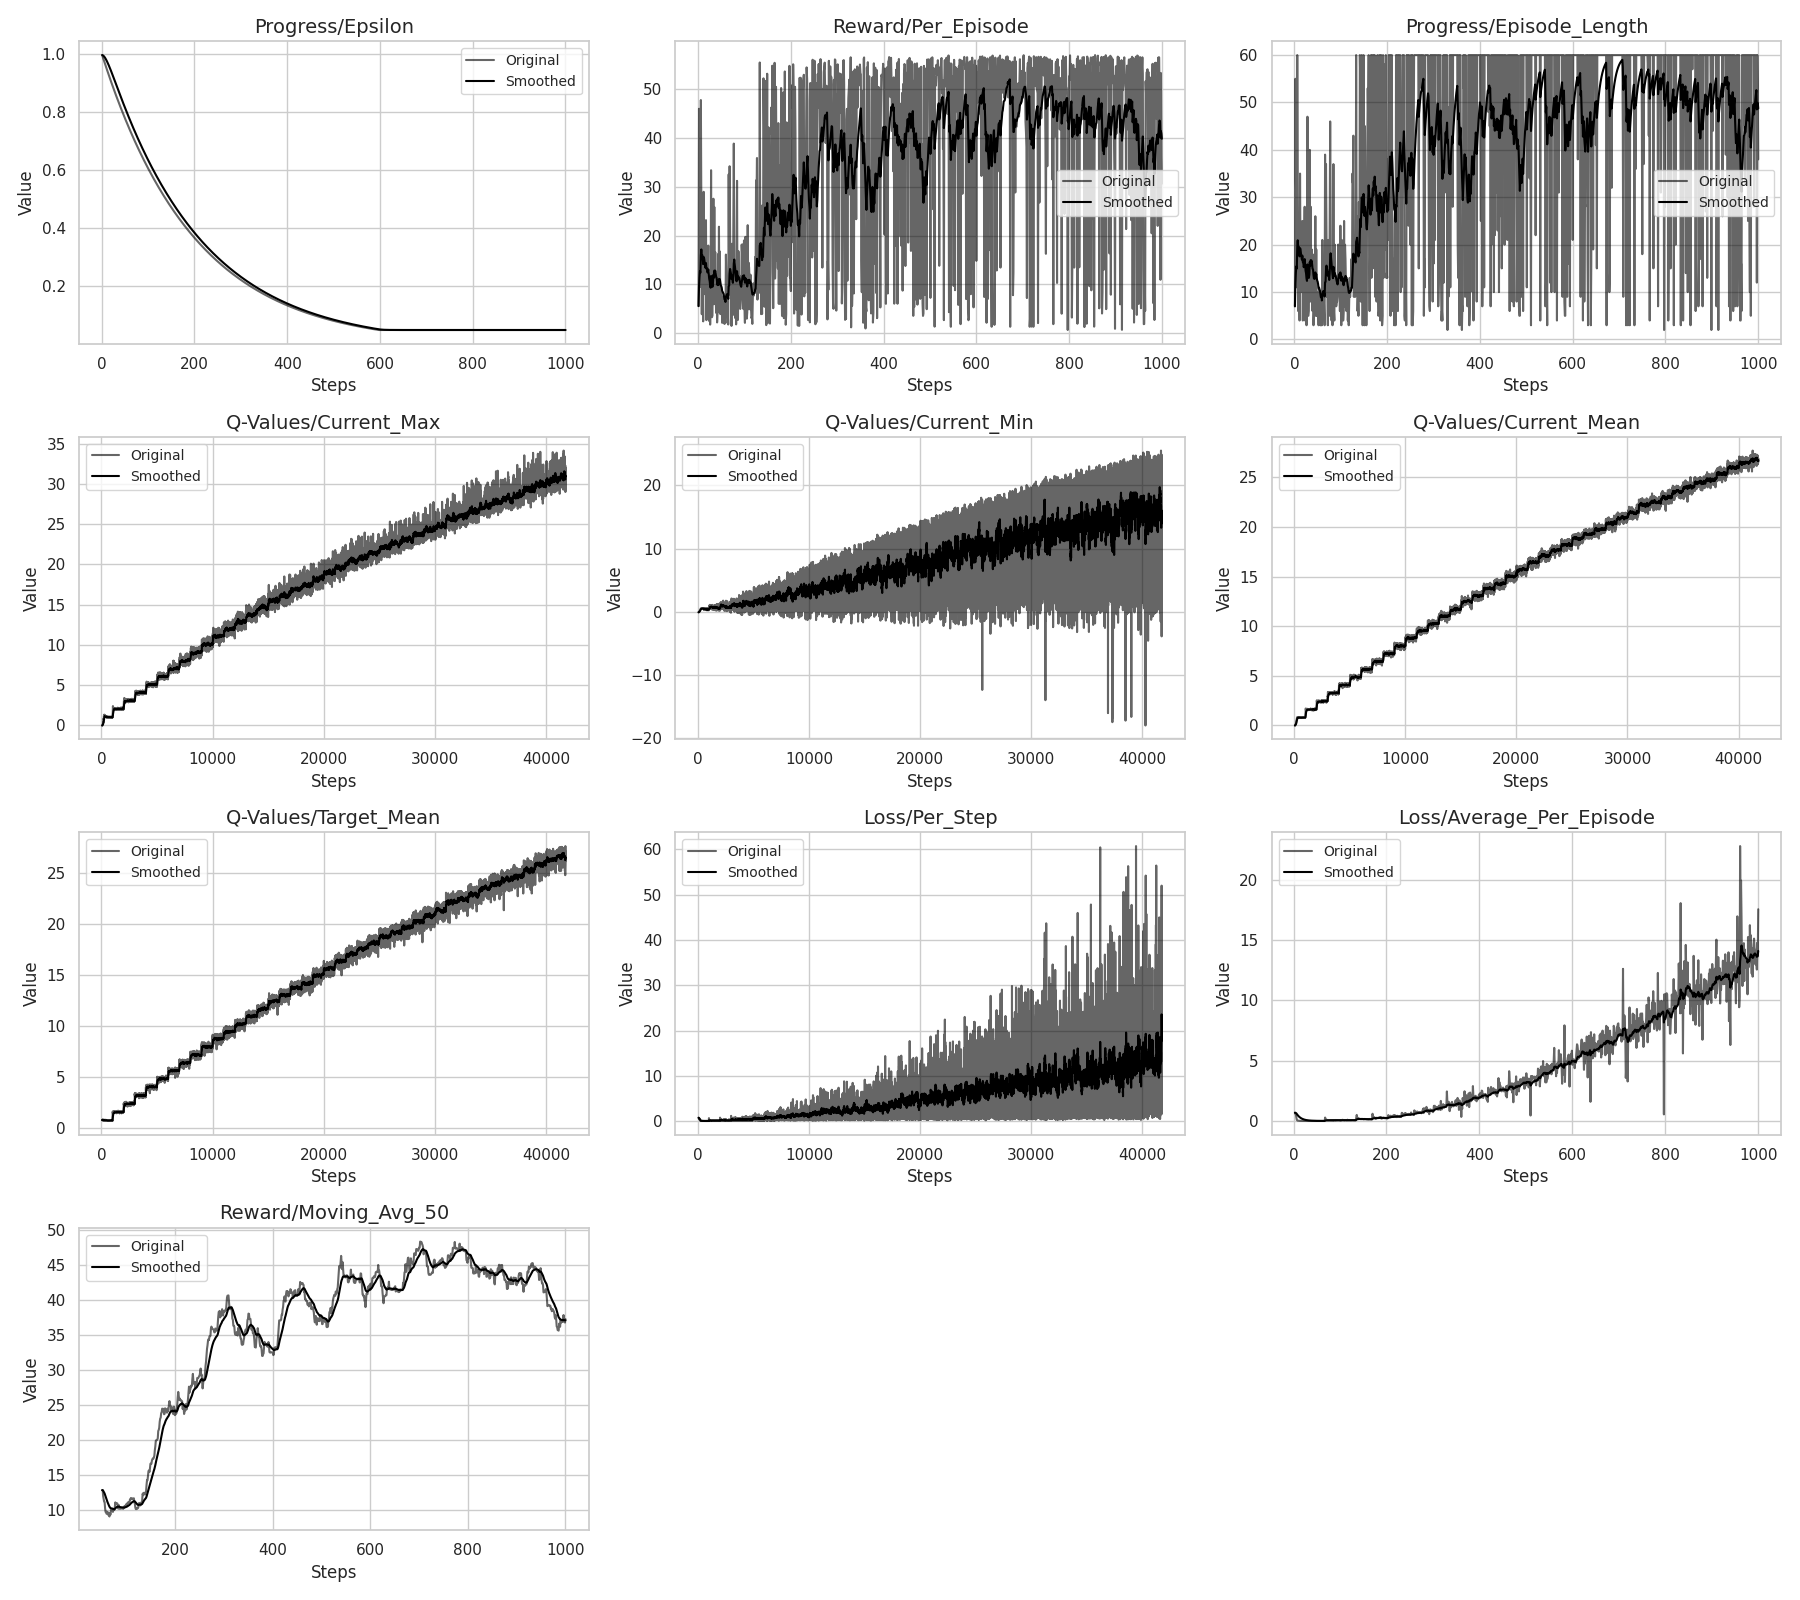 Progress/Epsilon
Value
1.0
0.8
0.6
0.4
0.2
Original
Smoothed
0 200 400 600 800 1000
Steps
Reward/Per_Episode
Value
50
40
30
20
10
0
Original
Smoothed
0 200 400 600 800 1000
Steps
Progress/Episode_Length
Value
60
50
40
30
20
10
0
Original
Smoothed
0 200 400 600 800 1000
Steps
Q-Values/Current_Max
Value
35
30
25
20
15
10
5
0
Original
Smoothed
0 10000 20000 30000 40000
Steps
Q-Values/Current_Min
Value
20
10
0
−10
−20
Original
Smoothed
0 10000 20000 30000 40000
Steps
Q-Values/Current_Mean
Value
25
20
15
10
5
0
Original
Smoothed
0 10000 20000 30000 40000
Steps
Q-Values/Target_Mean
Value
25
20
15
10
5
0
Original
Smoothed
0 10000 20000 30000 40000
Steps
Loss/Per_Step
Value
60
50
40
30
20
10
0
Original
Smoothed
0 10000 20000 30000 40000
Steps
Loss/Average_Per_Episode
Value
20
15
10
5
0
Original
Smoothed
0 200 400 600 800 1000
Steps
Reward/Moving_Avg_50
Value
50
45
40
35
30
25
20
15
10
Original
Smoothed
200 400 600 800 1000
Steps